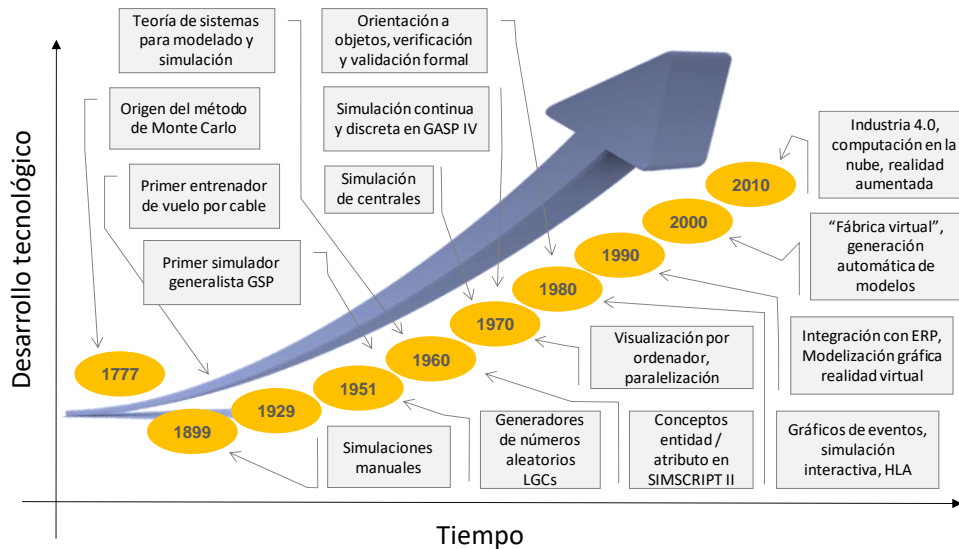 Teoría de sistemas
para modelado y
simulación
Orientación a
objetos, verificación
y validación formal
Origen del método
de Monte Carlo
Simulación continua
y discreta en GASP IV
Industria 4.0,
computación en la
nube, realidad
aumentada
Primer entrenador
de vuelo por cable
Simulación
de centrales
Primer simulador
generalista GSP
"Fábrica virtual",
generación
automática de
modelos
2010
2000
1990
1980
1970
1960
1951
1929
1899
1777
Visualización por
ordenador,
paralelización
Integración con ERP,
Modelización gráfica
realidad virtual
Simulaciones
manuales
Generadores
de números
aleatorios
LGCs
Conceptos
entidad /
atributo en
SIMSCRIPT II
Gráficos de eventos,
simulación
interactiva, HLA
Desarrollo tecnológico
Tiempo